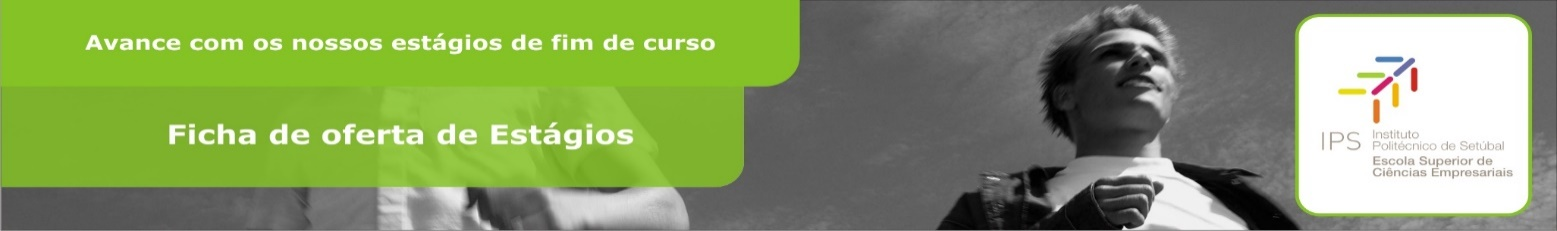 Avance com os nossos estágios de fim de curso
Ficha de oferta de Estágios
IPS
Instituto
Politécnico de Setúbal
Escola Superior de
Ciências Empresariais